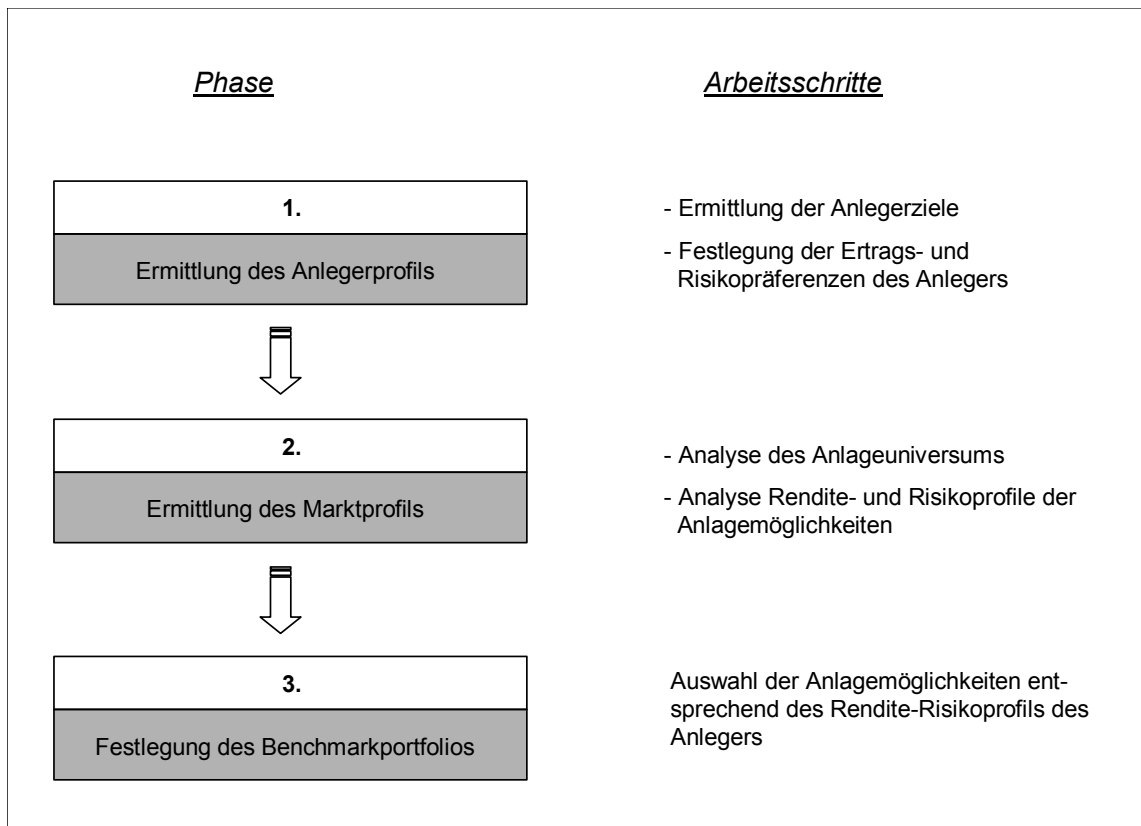 Phase
Arbeitsschritte
1.
Ermittlung des Anlegerprofils
- Ermittlung der Anlegerziele
- Festlegung der Ertrags- und
Risikopräferenzen des Anlegers
2.
Ermittlung des Marktprofils
- Analyse des Anlageuniversums
- Analyse Rendite- und Risikoprofile der
Anlagemöglichkeiten
3.
Festlegung des Benchmarkportfolios
Auswahl der Anlagemöglichkeiten ent-
sprechend des Rendite-Risikoprofils des
Anlegers